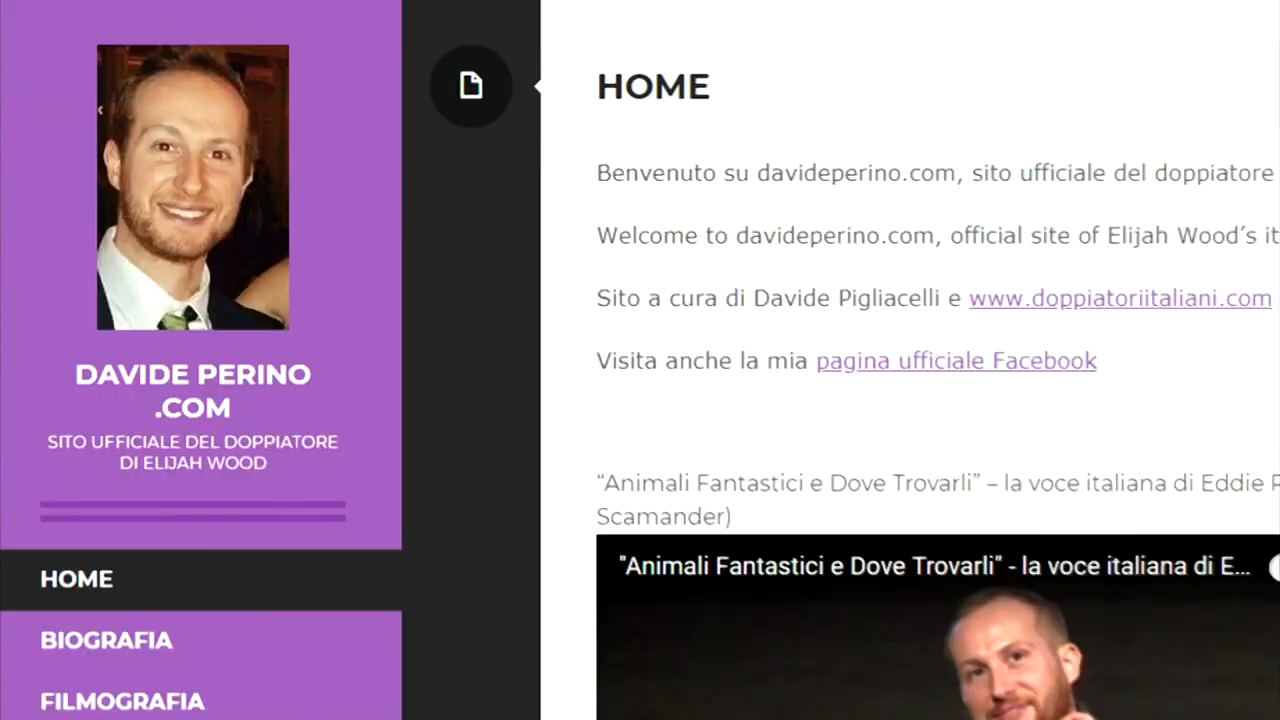 DAVIDE PERINO
.COM
SITO UFFICIALE DEL DOPPIATORE
DI ELIJAH WOOD
HOME
BIOGRAFIA
FILMOGRAFIA
HOME
Benvenuto su davideperino.com, sito ufficiale del doppiatore
Welcome to davideperino.com, official site of Elijah Wood’s it
Sito a cura di Davide Pigliacelli e www.doppiatoriitaliani.com
Visita anche la mia pagina ufficiale Facebook
“Animali Fantastici e Dove Trovarli” – la voce italiana di Eddie R
Scamander)
"Animali Fantastici e Dove Trovarli" - la voce italiana di E...